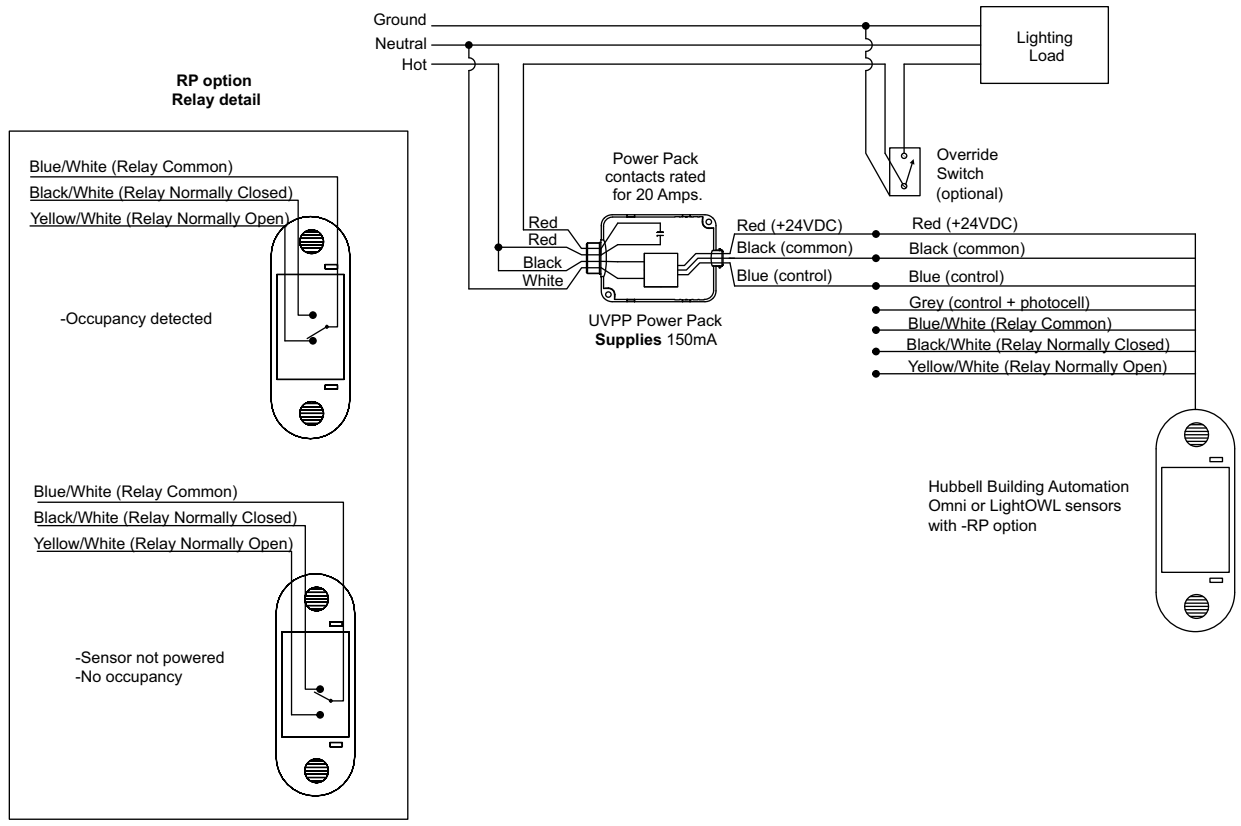 RP option
Relay detail
Blue/White (Relay Common)
Black/White (Relay Normally Closed)
Yellow/White (Relay Normally Open)
-Occupancy detected
Blue/White (Relay Common)
Black/White (Relay Normally Closed)
Yellow/White (Relay Normally Open)
-Sensor not powered
-No occupancy
Ground
Neutral
Hot
Lighting
Load
Override
Switch
(optional)
Power Pack
contacts rated
for 20 Amps.
Red
Red
Black
White
UVPP Power Pack
Supplies 150mA
Red (+24VDC)
Black (common)
Blue (control)
Red (+24VDC)
Black (common)
Blue (control)
Grey (control + photocell)
Blue/White (Relay Common)
Black/White (Relay Normally Closed)
Yellow/White (Relay Normally Open)
Hubbell Building Automation
Omni or LightOWL sensors
with -RP option